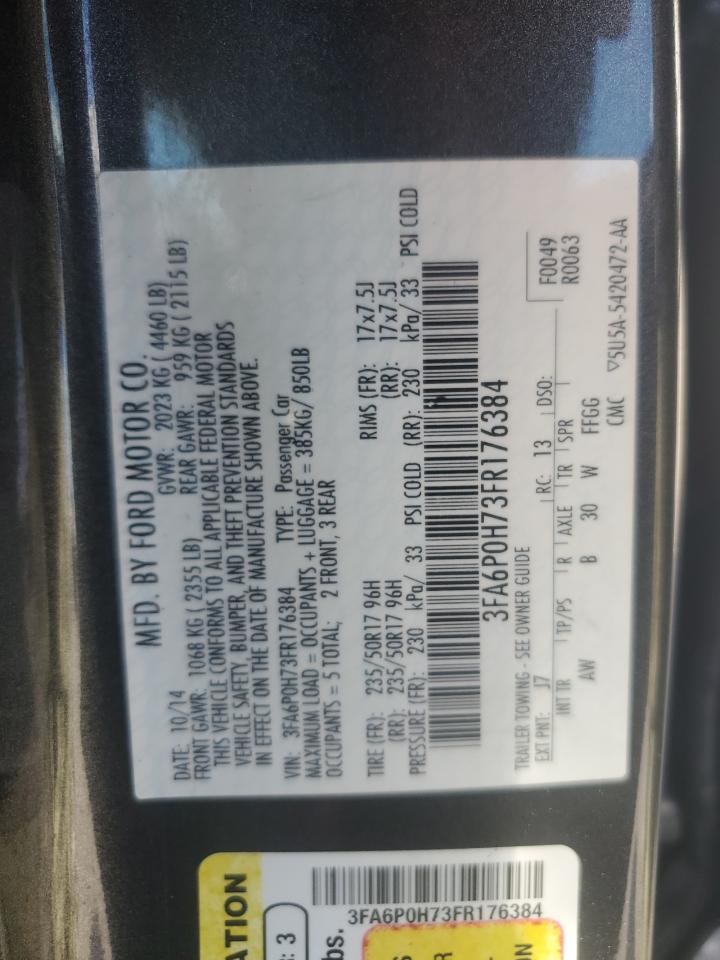 MFD. BY FORD MOTOR CO.
DATE: 10/14 GVWR: 2023 KG ( 4460 LB)
FRONT GAWR: 1068 KG ( 2355 LB) REAR GAWR: 959 KG ( 2115 LB)
THIS VEHICLE CONFORMS TO ALL APPLICABLE FEDERAL MOTOR
VEHICLE SAFETY, BUMPER, AND THEFT PREVENTION STANDARDS
IN EFFECT ON THE DATE OF MANUFACTURE SHOWN ABOVE.
VIN: 3FA6P0H73FR176384 TYPE: Passenger Car
MAXIMUM LOAD = OCCUPANTS + LUGGAGE = 385KG/ 850LB
OCCUPANTS = 5 TOTAL; 2 FRONT, 3 REAR
TIRE (FR): 235/50R17 96H RIMS (FR): 17x7.5J
(RR): 235/50R17 96H (RR): 17x7.5J
PRESSURE (FR): 230 kPa/ 33 PSI COLD (RR): 230 kPa/ 33 PSI COLD
3FA6P0H73FR176384
TRAILER TOWING - SEE OWNER GUIDE
F0049
R0063
EXT PNT: J7 RC: 13 DSO:
INT TR TP/PS R AXLE TR SPR
AW B 30 W FFGG
CMC ▽5U5A-5420472-AA
3FA6P0H73FR176384
ATION
: 3
bs.